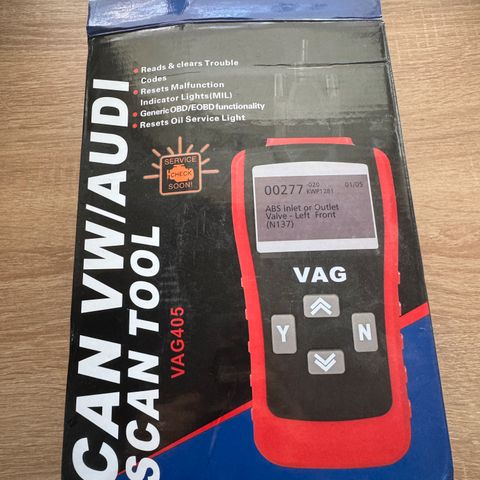 • Reads & clears Trouble
Codes
• Resets Malfunction
Indicator Lights(MIL)
• Generic OBD/EOBD functionality
• Resets Oil Service Light
SERVICE
CHECK
SOON!
CAN VW/AUDI
SCAN TOOL
VAG405
00277 -020 01/05
KWP1281
ABS inlet or Outlet
Valve - Left Front
(N137)
VAG
Y
N